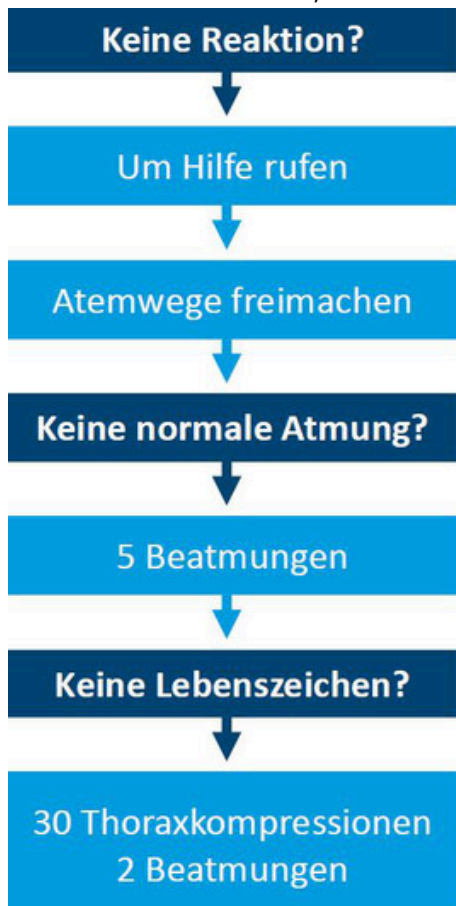 Keine Reaktion?
Um Hilfe rufen
Atemwege freimachen
Keine normale Atmung?
5 Beatmungen
Keine Lebenszeichen?
30 Thoraxkompressionen
2 Beatmungen